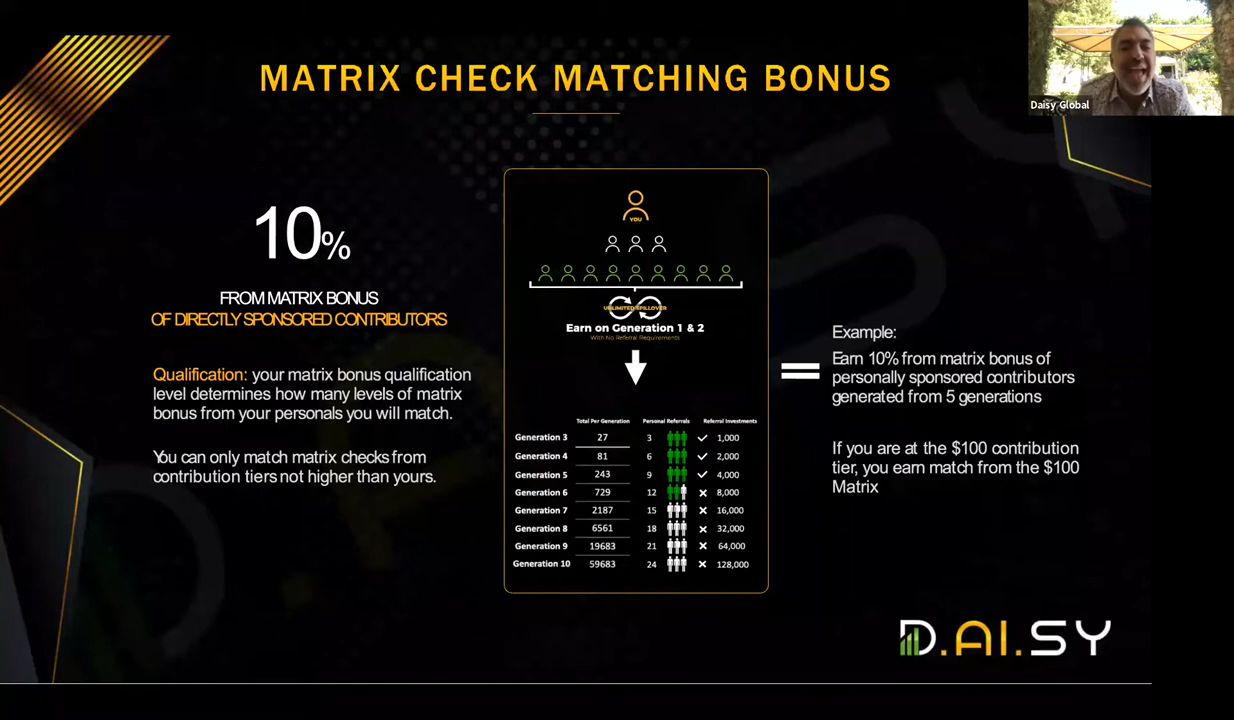 MATRIX CHECK MATCHING BONUS
Daisy Global
10%
FROM MATRIX BONUS
OF DIRECTLY SPONSORED CONTRIBUTORS
Qualification: your matrix bonus qualification
level determines how many levels of matrix
bonus from your personals you will match.
You can only match matrix checks from
contribution tiers not higher than yours.
YOU
UNLIMITED SPILLOVER
Earn on Generation 1 & 2
With No Referral Requirements
Total Per Generation Personal Referrals Referral Investments
Generation 3 27 3 ✓ 1,000
Generation 4 81 6 ✓ 2,000
Generation 5 243 9 ✓ 4,000
Generation 6 729 12 × 8,000
Generation 7 2187 15 × 16,000
Generation 8 6561 18 × 32,000
Generation 9 19683 21 × 64,000
Generation 10 59683 24 × 128,000
=
Example:
Earn 10% from matrix bonus of
personally sponsored contributors
generated from 5 generations
If you are at the $100 contribution
tier, you earn match from the $100
Matrix
D.AI.SY